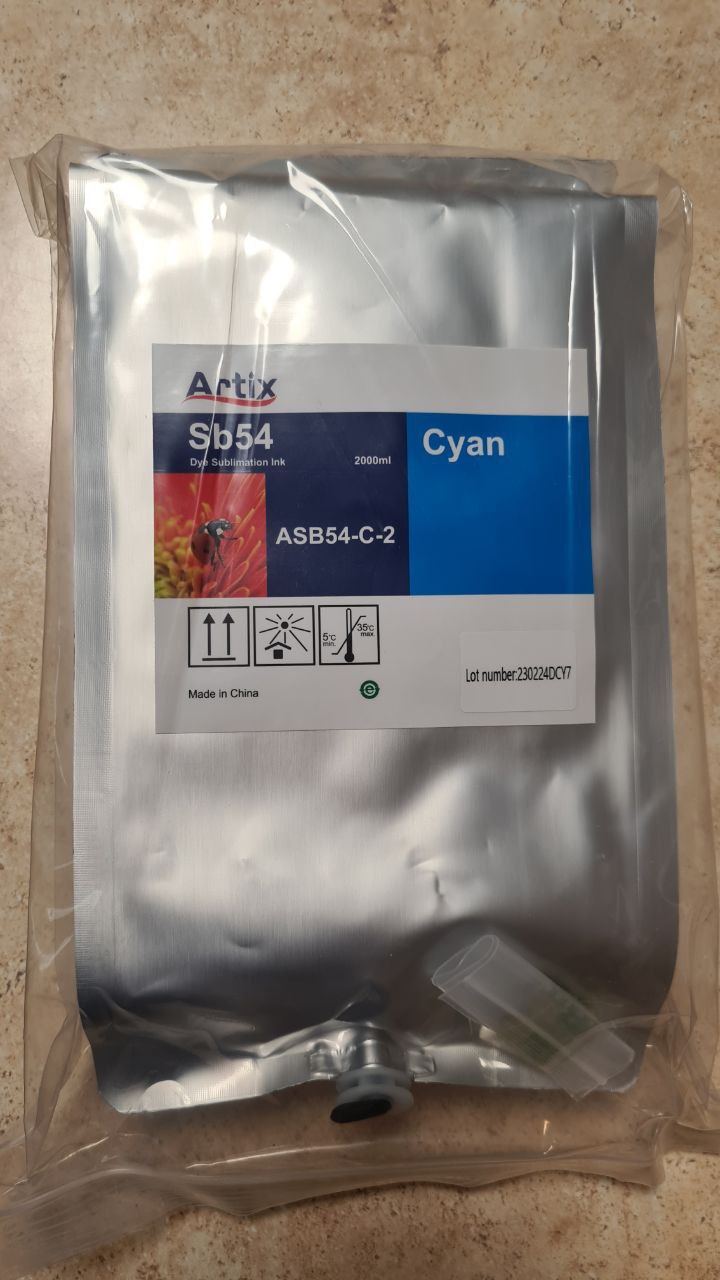 Artix
Sb54
Dye Sublimation Ink
2000ml
Cyan
ASB54-C-2
5°C
min.
35°C
max.
Lot number:230224DCY7
Made in China
e